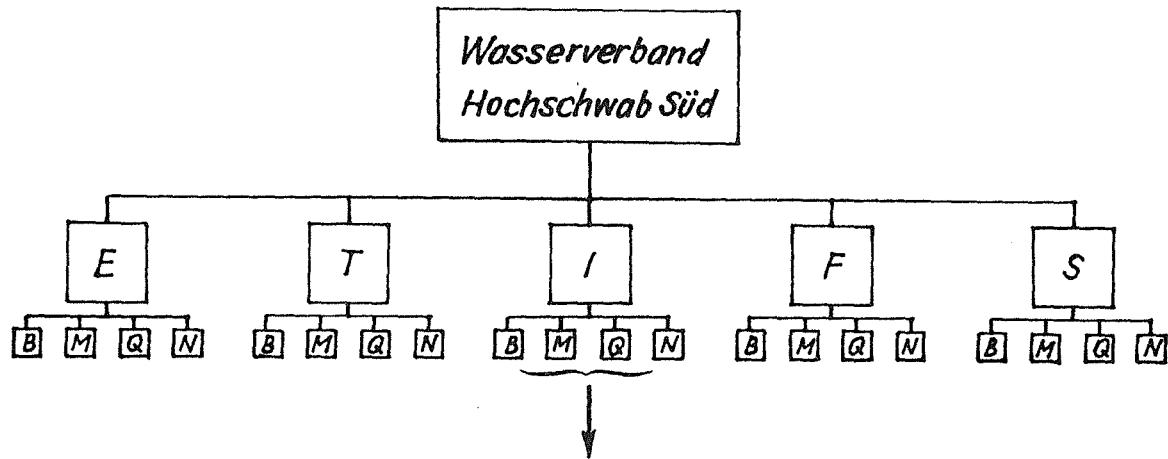 Wasserverband
Hochschwab Süd
E T I F S
B M Q N B M Q N B M Q N B M Q N B M Q N